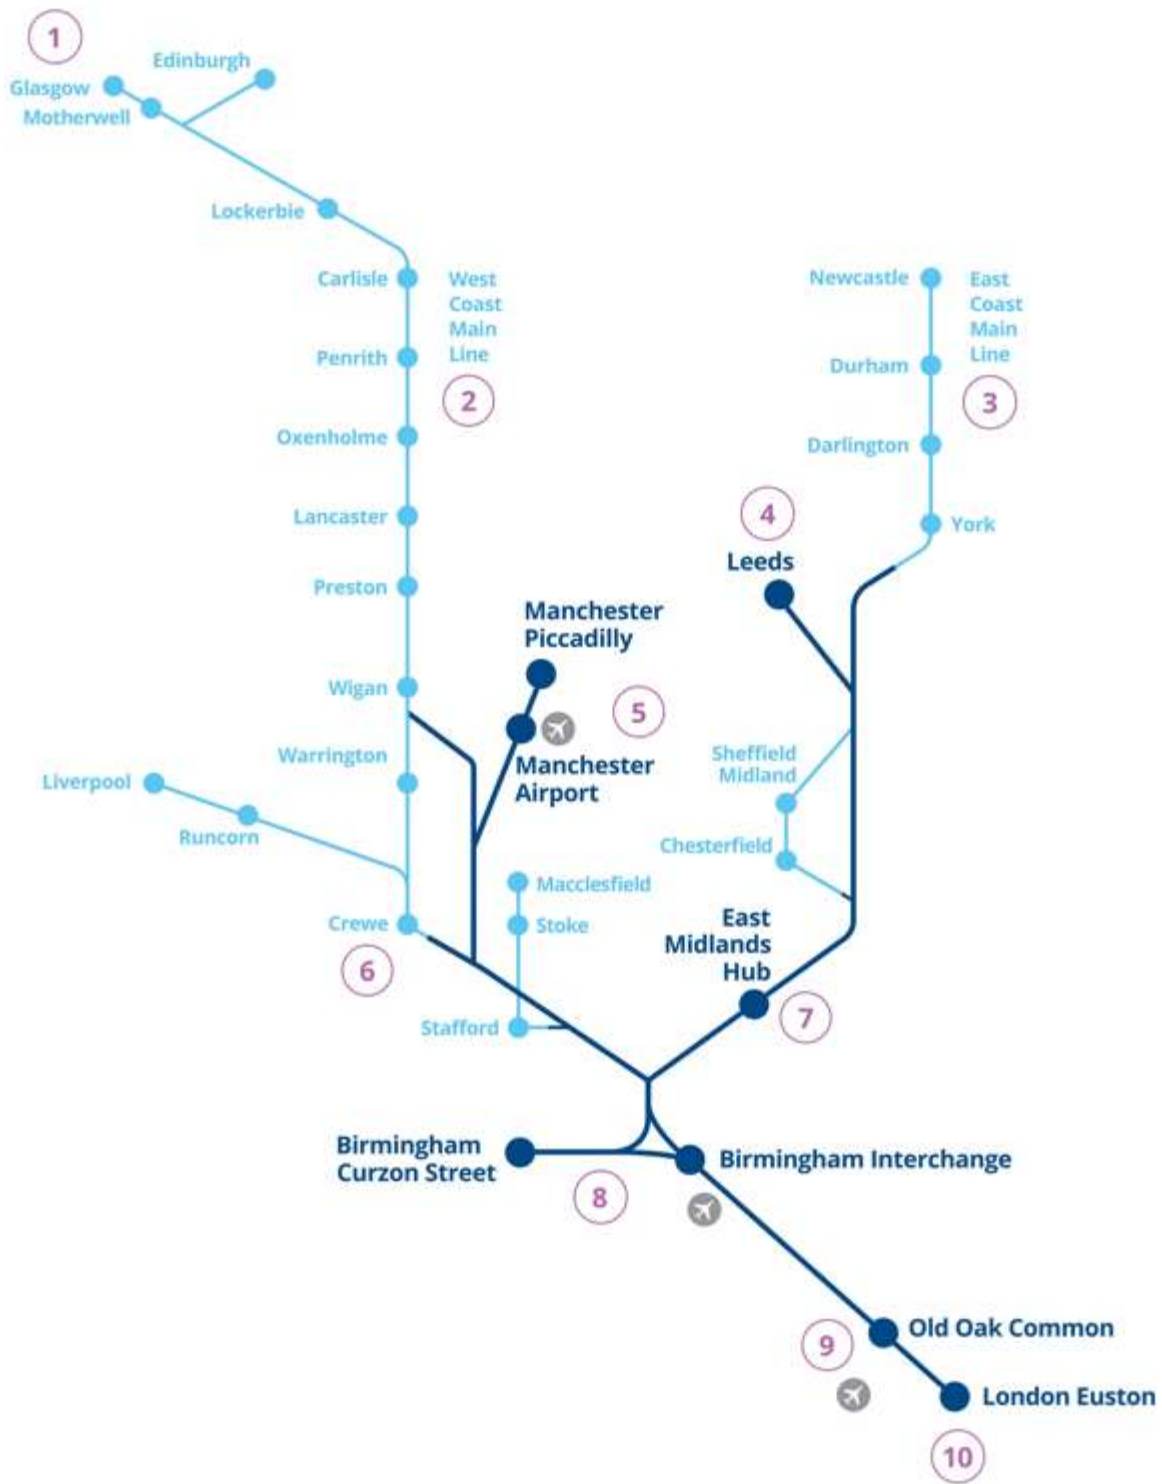 1
Edinburgh
Glasgow
Motherwell
Lockerbie
Carlisle
West
Coast
Main
Line
2
Newcastle
East
Coast
Main
Line
3
Penrith
Durham
Oxenholme
Darlington
Lancaster
4
York
Leeds
Preston
Manchester
Piccadilly
Wigan
5
Warrington
Manchester
Airport
Sheffield
Midland
Liverpool
Runcorn
Chesterfield
Macclesfield
Stoke
Crewe
6
East
Midlands
Hub
7
Stafford
Birmingham
Curzon Street
8
Birmingham Interchange
9
Old Oak Common
London Euston
10